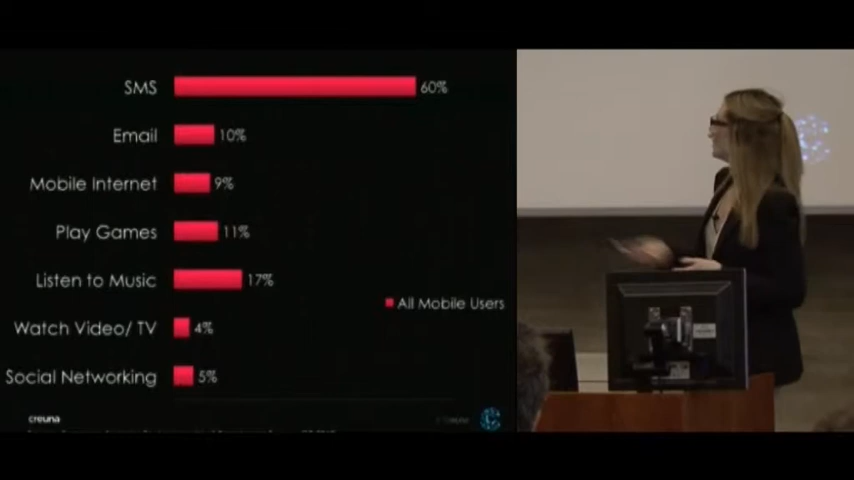 SMS 60%
Email 10%
Mobile Internet 9%
Play Games 11%
Listen to Music 17%
All Mobile Users
Watch Video/ TV 4%
Social Networking 5%
creuna